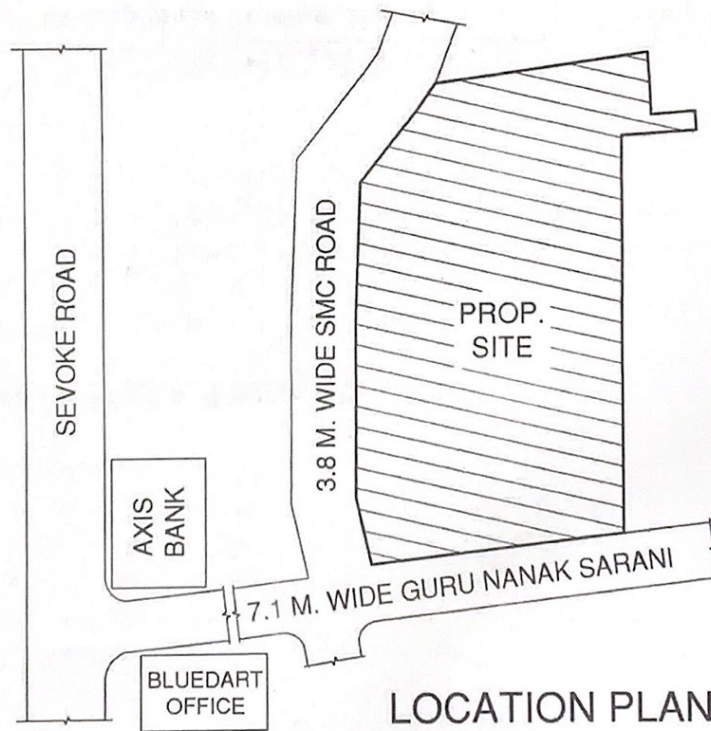 SEVOKE ROAD
3.8 M. WIDE SMC ROAD
PROP.
SITE
AXIS
BANK
7.1 M. WIDE GURU NANAK SARANI
BLUEDART
OFFICE
LOCATION PLAN